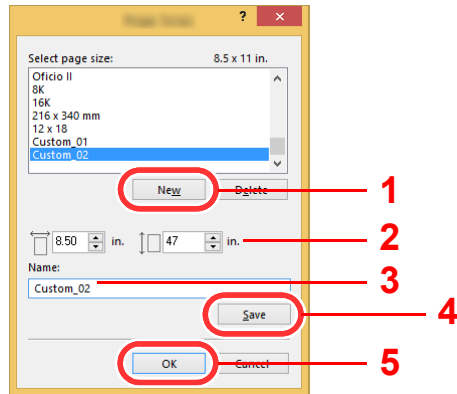 ? ×
Select page size: 8.5 x 11 in.
Oficio II
8K
16K
216 x 340 mm
12 x 18
Custom_01
Custom_02
New Delete
1
8.50 in. 47 in.
2
Name:
Custom_02
3
Save
4
OK Cancel
5